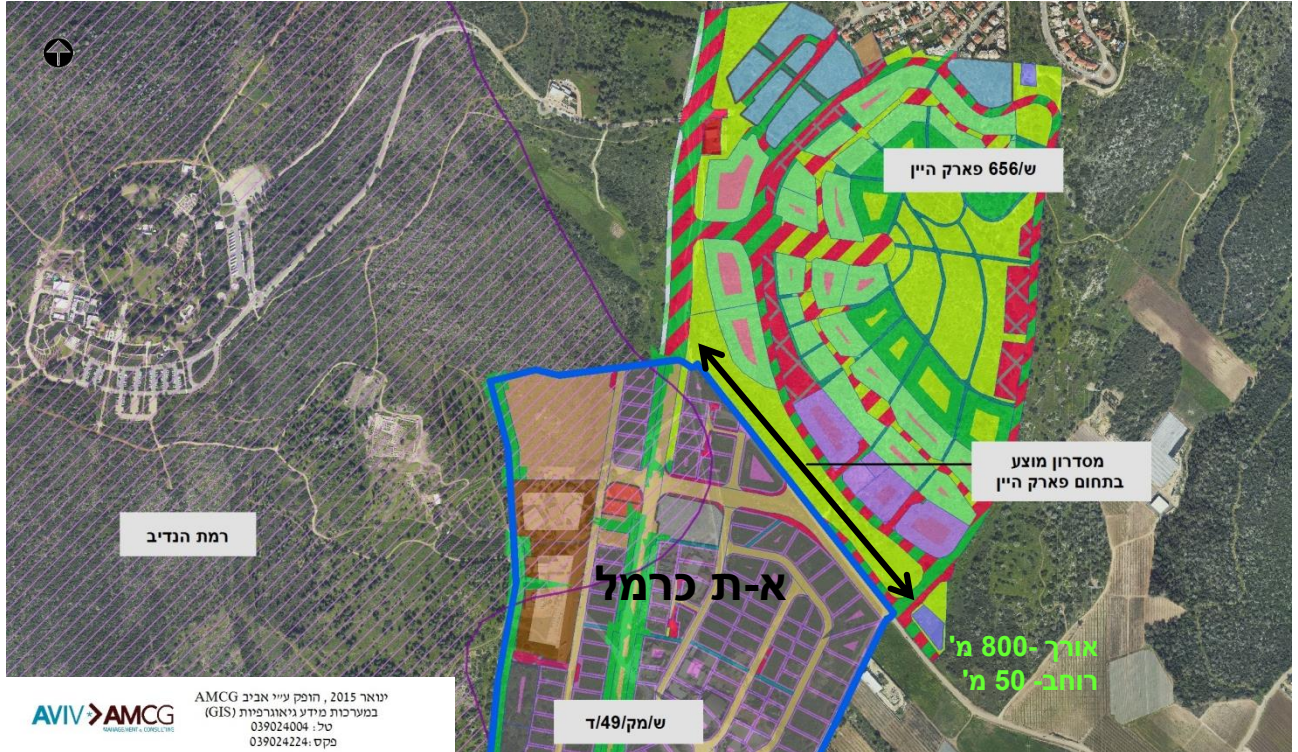 ש/656 פארק היין
מסדרון מוצע
בתחום פארק היין
רמת הנדיב
א-ת כרמל
אורך -800 מ'
רוחב- 50 מ'
ש/מק/49/ד
ינואר 2015 , הופק ע״י אביב AMCG
במערכות מידע גיאוגרפיות (GIS)
טל : 039024004
פקס :039024224
AVIV AMCG
MANAGEMENT & CONSULTING